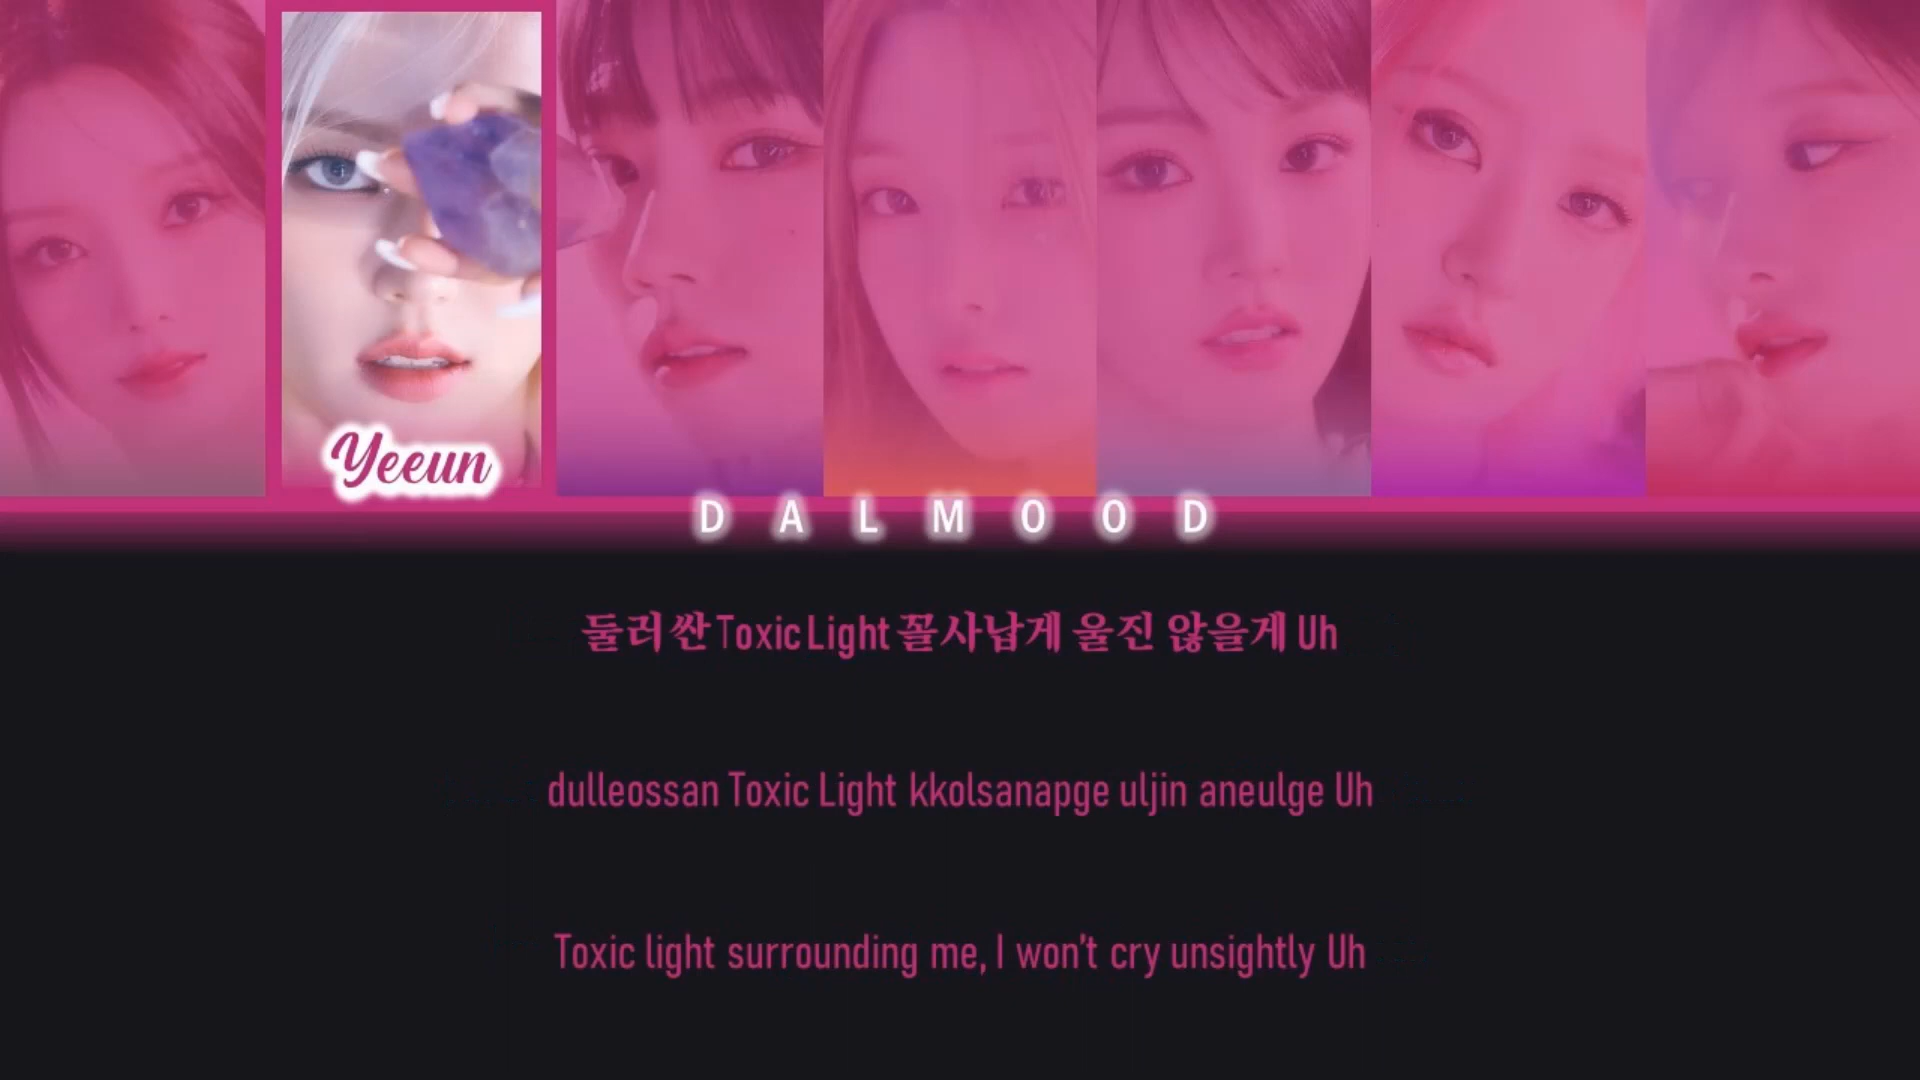 Yeeun
DALMOOD
둘러싼 Toxic Light 꼴사납게 울진 않을게 Uh
dulleossan Toxic Light kkolsanapge uljin aneulge Uh
Toxic light surrounding me, I won't cry unsightly Uh